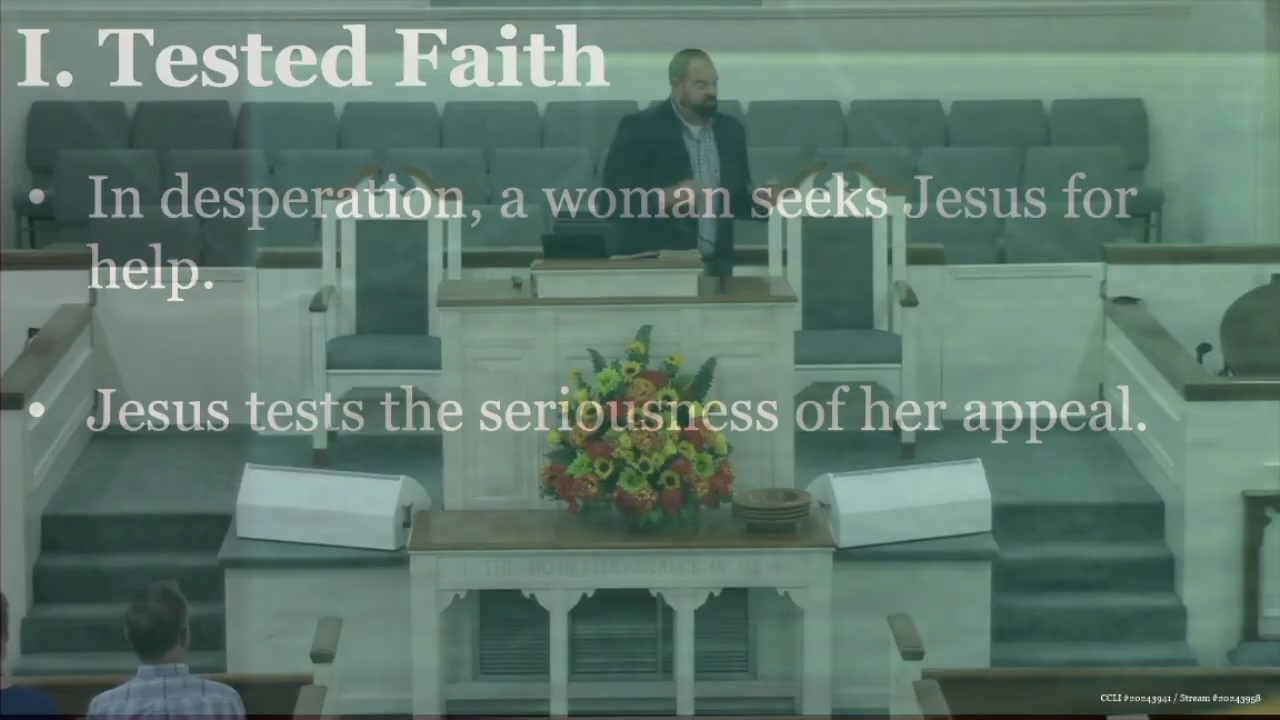 I. Tested Faith
• In desperation, a woman seeks Jesus for
help.
• Jesus tests the seriousness of her appeal.
CCLI #20243941 / Stream #20243958